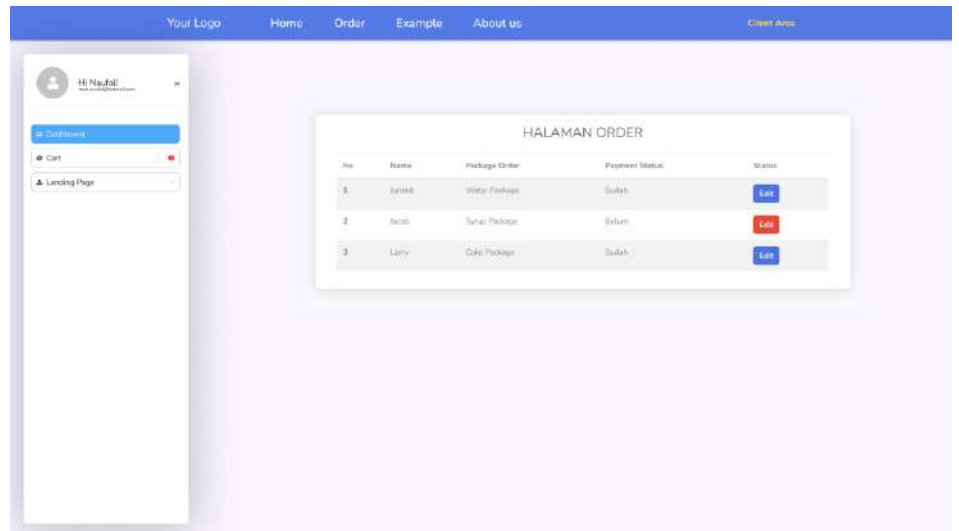 Your Logo Home Order Example About us Client Area
Hi Naufal!
Dashboard
Cart
Landing Page
HALAMAN ORDER
No Name Package Order Payment Status Status
1 Water Package Sudah Edit
2 Jacob Syrup Package Belum Edit
3 Larry Coke Package Sudah Edit